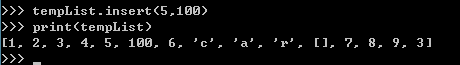 >>> tempList.insert(5,100)
>>> print(tempList)
[1, 2, 3, 4, 5, 100, 6, 'c', 'a', 'r', [], 7, 8, 9, 3]
>>> _